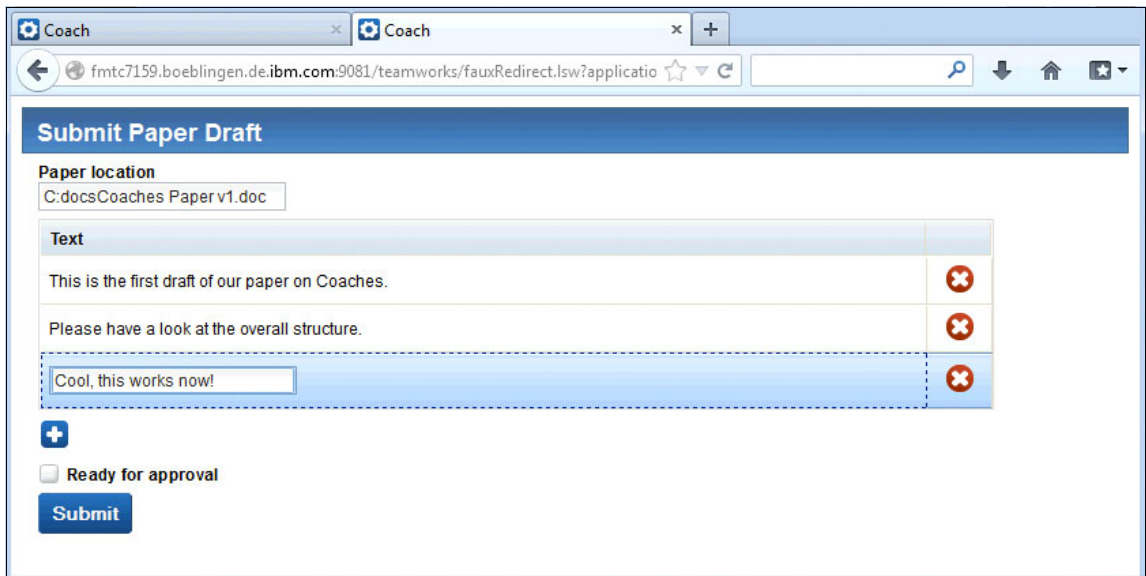 Coach
Coach
fmtc7159.boeblingen.de.ibm.com:9081/teamworks/fauxRedirect.lsw?applicatio
Submit Paper Draft
Paper location
C:docsCoaches Paper v1.doc
Text
This is the first draft of our paper on Coaches.
Please have a look at the overall structure.
Cool, this works now!
Ready for approval
Submit